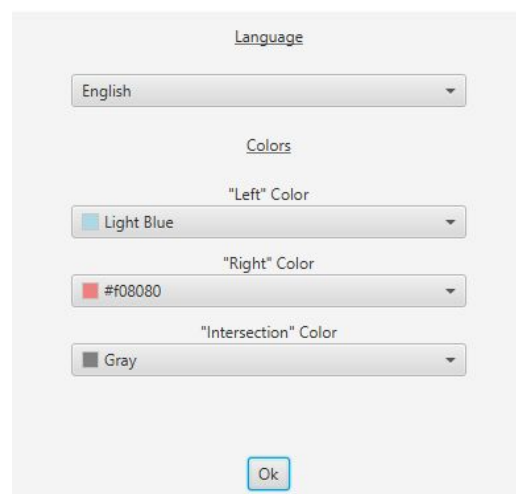 Language
English
Colors
"Left" Color
Light Blue
"Right" Color
#f08080
"Intersection" Color
Gray
Ok